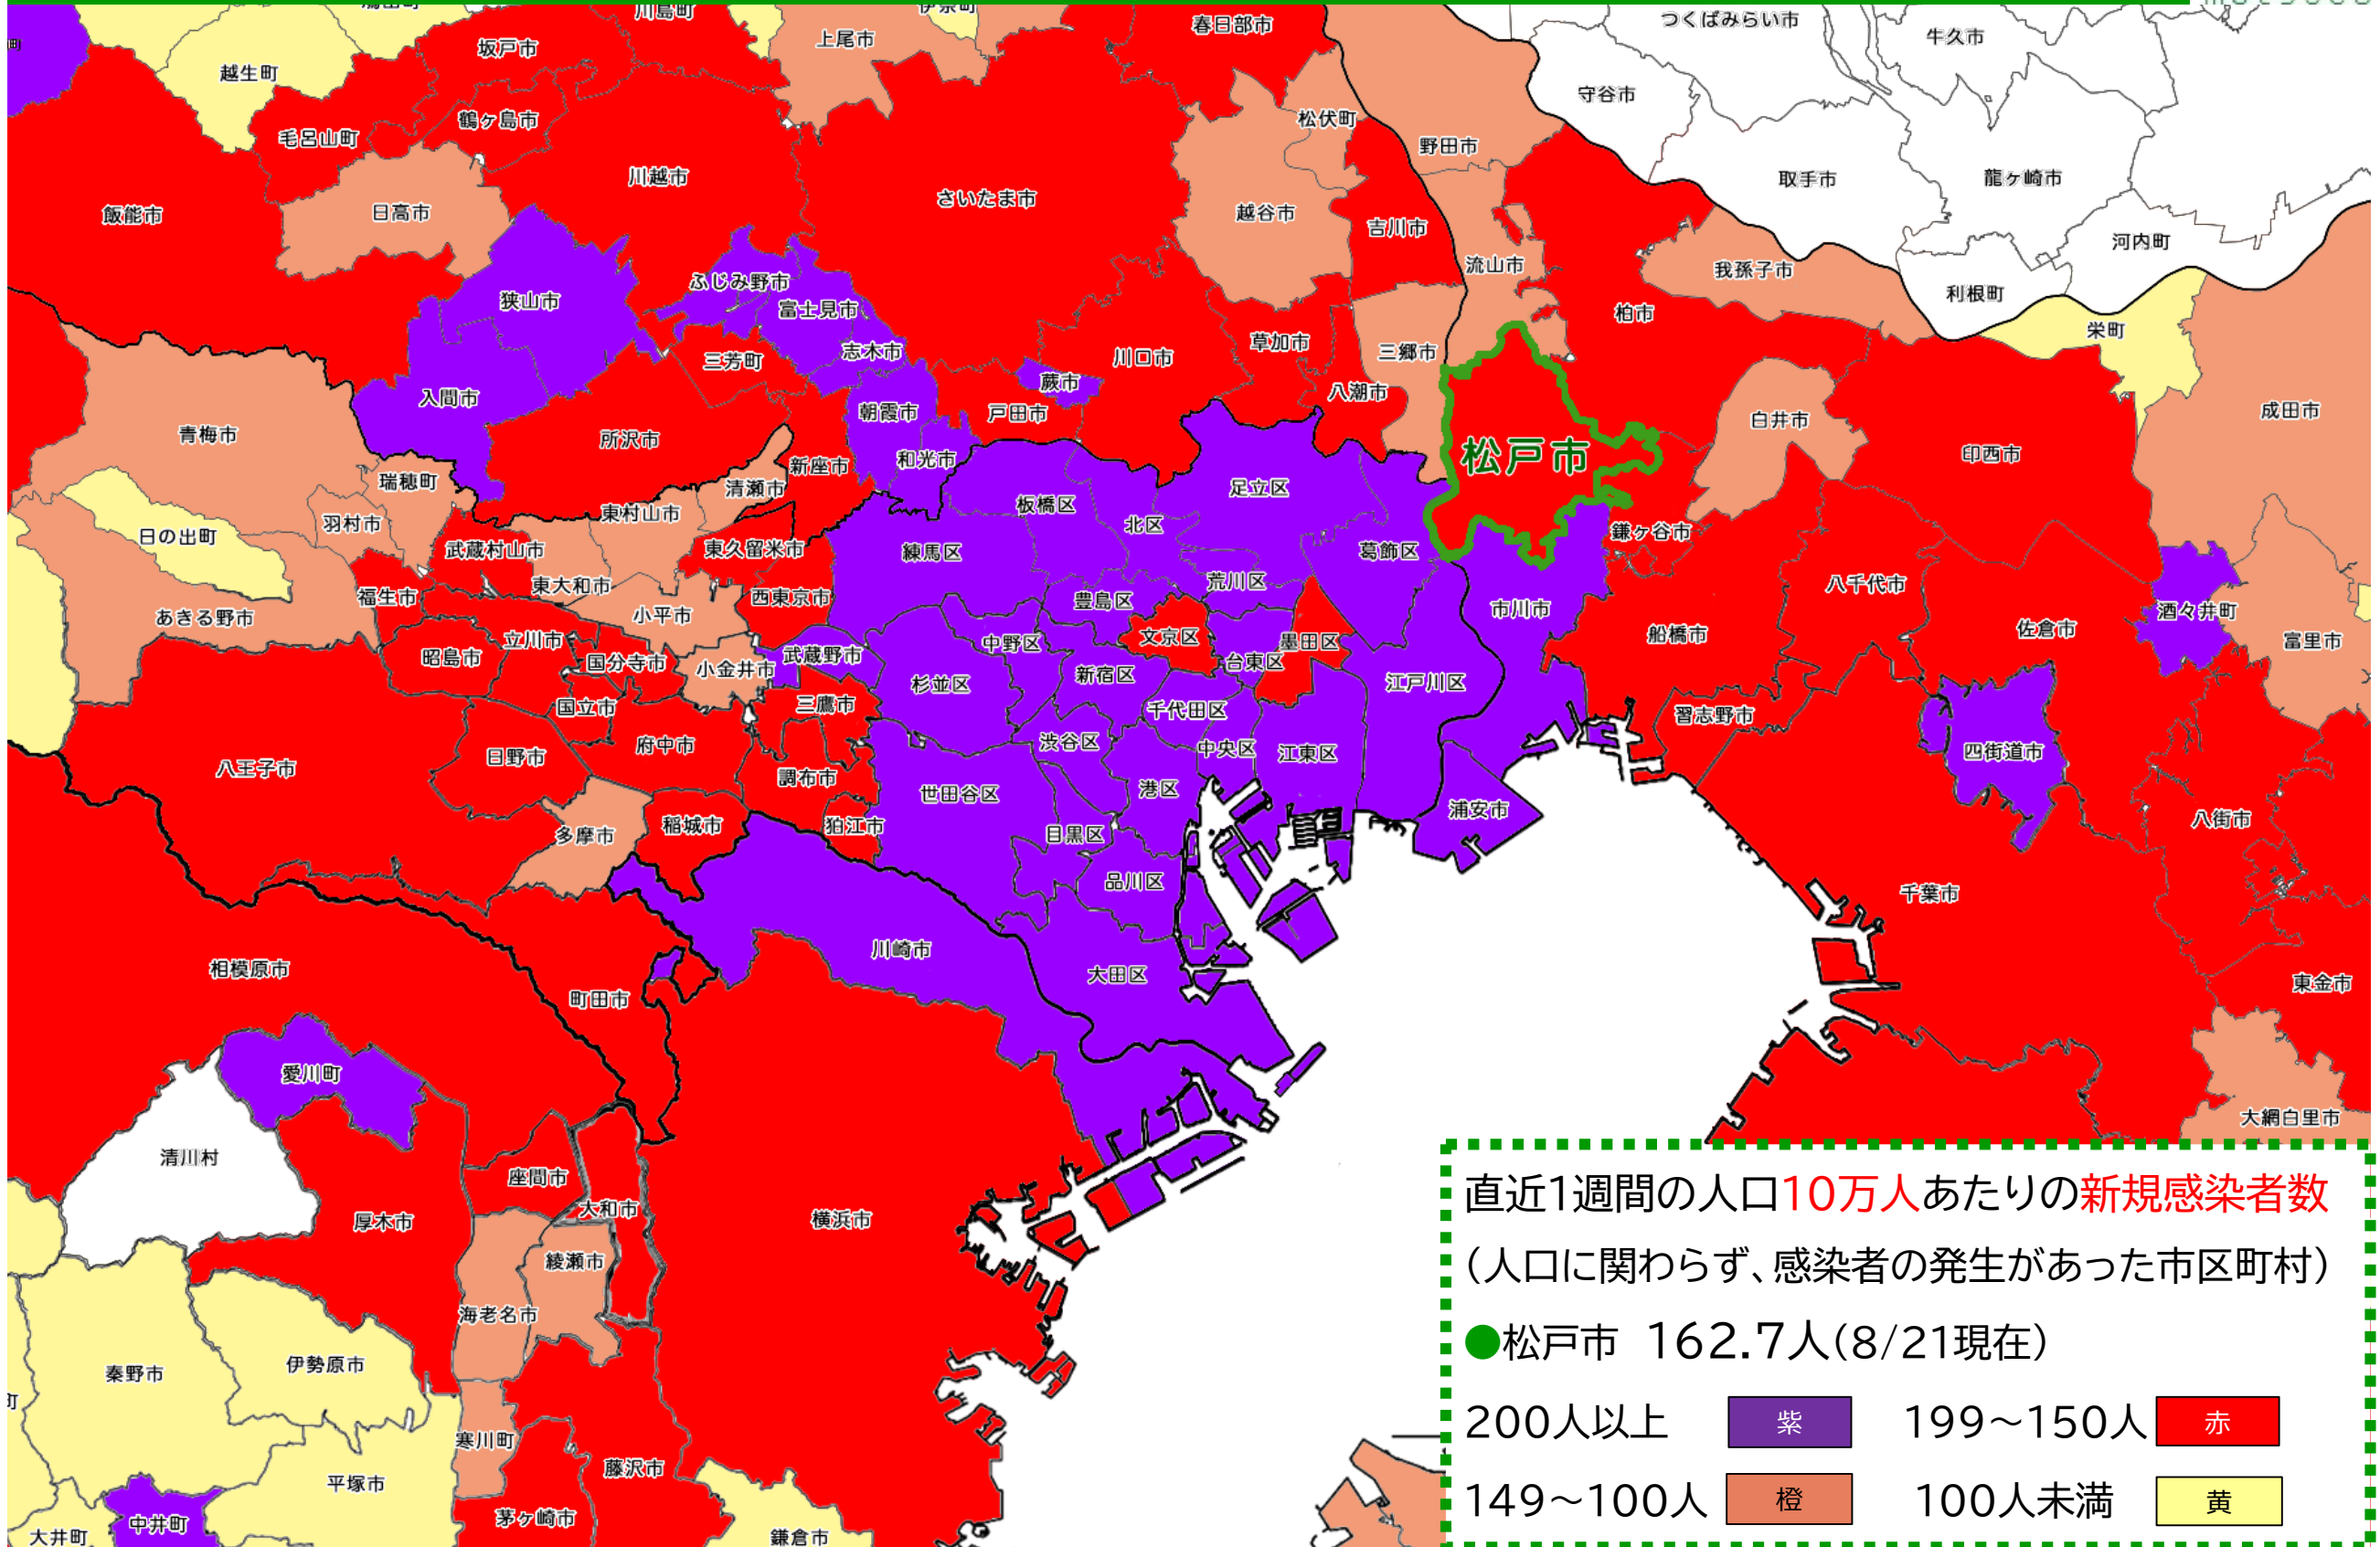 川島町
つくばみらい市
春日部市
牛久市
上尾市
坂戸市
越生町
守谷市
松伏町
鶴ヶ島市
毛呂山町
野田市
川越市
取手市
龍ヶ崎市
さいたま市
飯能市
日高市
越谷市
吉川市
河内町
流山市
我孫子市
ふじみ野市
利根町
狭山市
富士見市
柏市
栄町
草加市
志木市
三郷市
川口市
三芳町
蕨市
八潮市
入間市
朝霞市
戸田市
成田市
白井市
青梅市
所沢市
松戸市
印西市
和光市
新座市
瑞穂町
清瀬市
足立区
板橋区
東村山市
羽村市
北区
鎌ヶ谷市
日の出町
武蔵村山市
東久留米市
練馬区
葛飾区
荒川区
東大和市
八千代市
福生市
西東京市
豊島区
市川市
酒々井町
あきる野市
小平市
佐倉市
船橋市
立川市
文京区
墨田区
中野区
富里市
昭島市
国分寺市
武蔵野市
台東区
小金井市
新宿区
杉並区
江戸川区
国立市
三鷹市
千代田区
習志野市
府中市
渋谷区
中央区
江東区
四街道市
日野市
八王子市
調布市
港区
世田谷区
浦安市
八街市
稲城市
狛江市
多摩市
目黒区
品川区
千葉市
川崎市
相模原市
大田区
東金市
町田市
愛川町
大網白里市
清川村
座間市
大和市
厚木市
横浜市
綾瀬市
海老名市
伊勢原市
秦野市
寒川町
藤沢市
平塚市
茅ヶ崎市
中井町
大井町
鎌倉市
直近1週間の人口10万人あたりの新規感染者数
(人口に関わらず、感染者の発生があった市区町村)
●松戸市 162.7人(8/21現在)
200人以上 紫 199～150人 赤
149～100人 橙 100人未満 黄